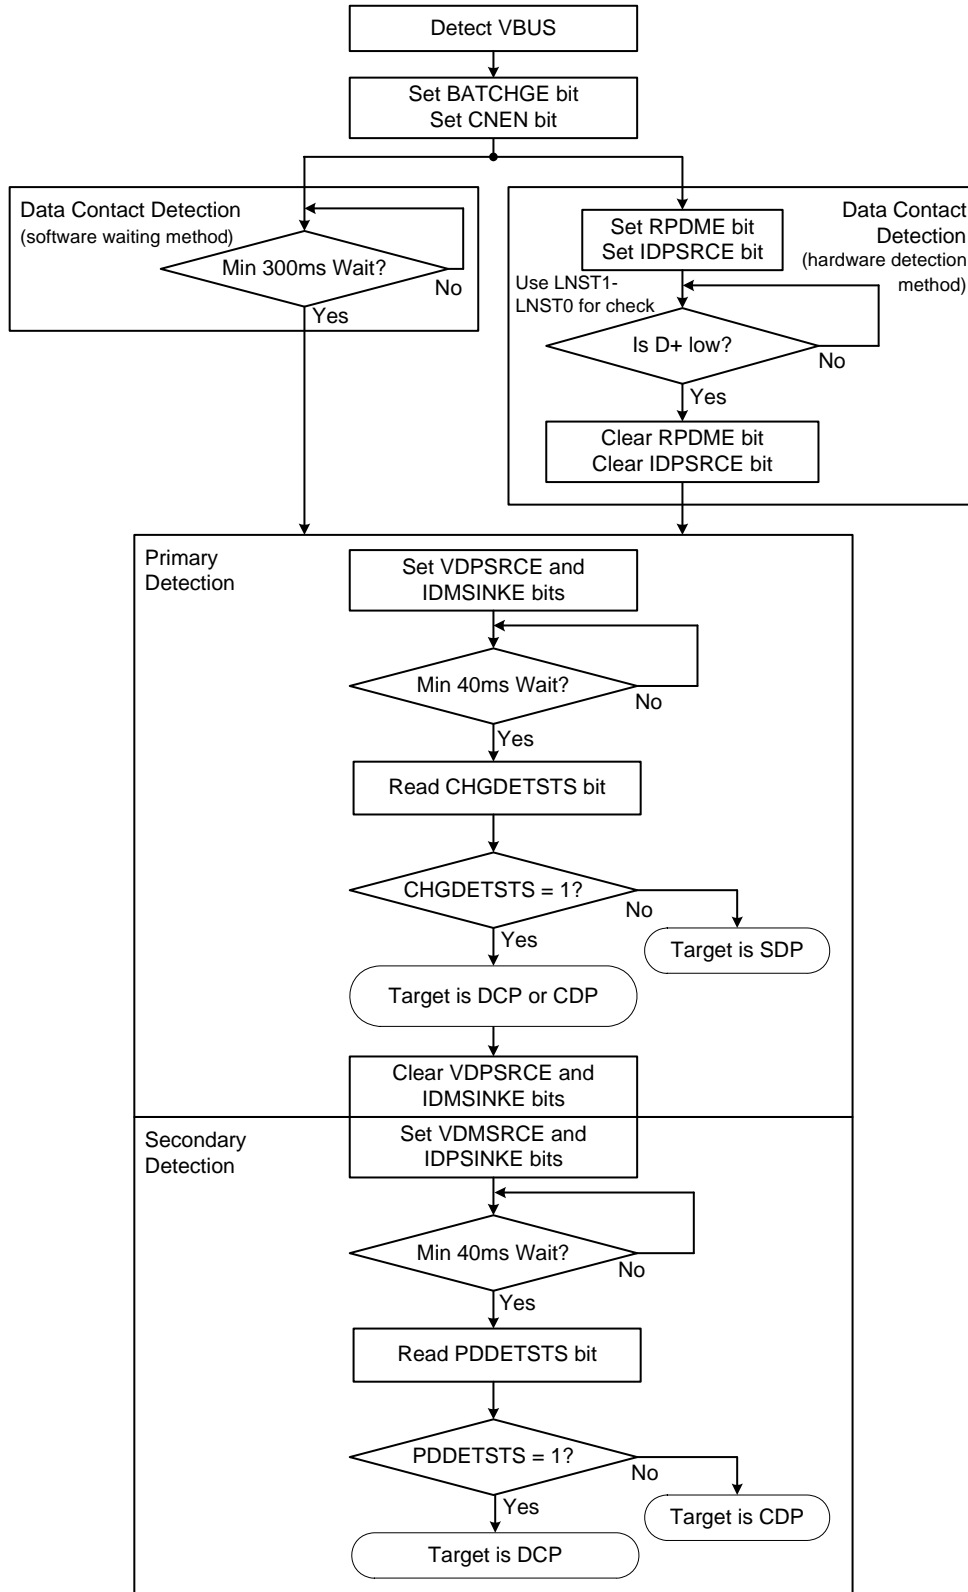 Detect VBUS
Set BATCHGE bit
Set CNEN bit
Data Contact Detection
(software waiting method)
Min 300ms Wait?
No
Yes
Data Contact
Detection
(hardware detection
method)
Set RPDME bit
Set IDPSRCE bit
Use LNST1-
LNST0 for check
Is D+ low?
No
Yes
Clear RPDME bit
Clear IDPSRCE bit
Primary
Detection
Set VDPSRCE and
IDMSINKE bits
Min 40ms Wait?
No
Yes
Read CHGDETSTS bit
CHGDETSTS = 1?
No
Yes
Target is SDP
Target is DCP or CDP
Clear VDPSRCE and
IDMSINKE bits
Secondary
Detection
Set VDMSRCE and
IDPSINKE bits
Min 40ms Wait?
No
Yes
Read PDDETSTS bit
PDDETSTS = 1?
No
Yes
Target is CDP
Target is DCP